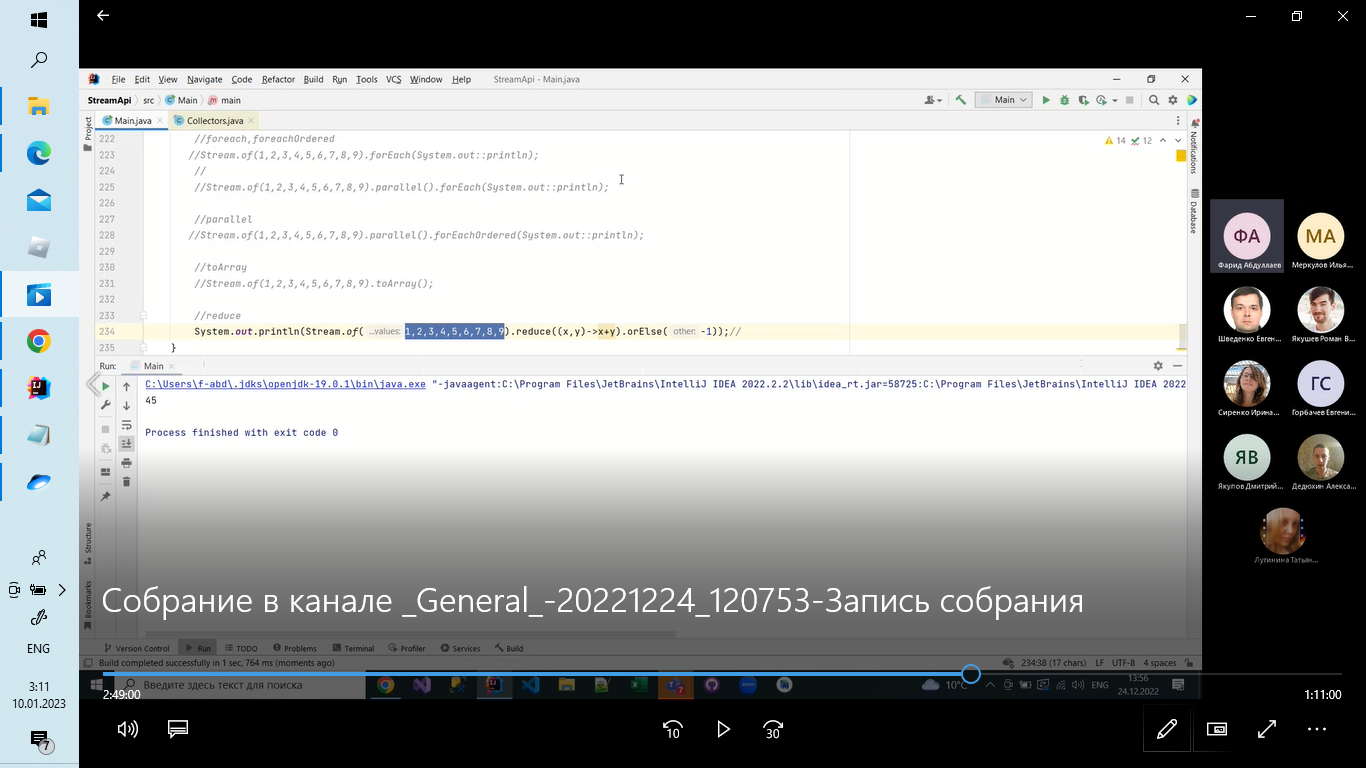 File Edit View Navigate Code Refactor Build Run Tools VCS Window Help StreamApi - Main.java
StreamApi src Main main
Main
Main.java Collectors.java
Project
Notifications
Database
14 12
222 //foreach,foreachOrdered
223 //Stream.of(1,2,3,4,5,6,7,8,9).forEach(System.out::println);
224 //
225 //Stream.of(1,2,3,4,5,6,7,8,9).parallel().forEach(System.out::println);
226
227 //parallel
228 //Stream.of(1,2,3,4,5,6,7,8,9).parallel().forEachOrdered(System.out::println);
229
230 //toArray
231 //Stream.of(1,2,3,4,5,6,7,8,9).toArray();
232
233 //reduce
234 System.out.println(Stream.of( ...values: 1,2,3,4,5,6,7,8,9).reduce((x,y)->x+y).orElse( other: -1));//
235 }
Run: Main
C:\Users\f-abd\.jdks\openjdk-19.0.1\bin\java.exe "-javaagent:C:\Program Files\JetBrains\IntelliJ IDEA 2022.2.2\lib\idea_rt.jar=58725:C:\Program Files\JetBrains\IntelliJ IDEA 2022
45
Process finished with exit code 0
Structure
Bookmarks
ФА
Фарид Абдуллаев
МА
Меркулов Илья...
Шведенко Евген...
Якушев Роман В...
Сиренко Ирина...
ГС
Горбачев Евгени...
ЯВ
Якупов Дмитрий...
Дедюхин Алекса...
Лугинина Татьян...
Собрание в канале _General_-20221224_120753-Запись собрания
Version Control Run TODO Problems Terminal Profiler Services Build
Build completed successfully in 1 sec, 764 ms (moments ago)
234:38 (17 chars) LF UTF-8 4 spaces
Введите здесь текст для поиска
7
10°C
ENG
13:56
24.12.2022
2:49:00
1:11:00
10
30
ENG
3:11
10.01.2023
7